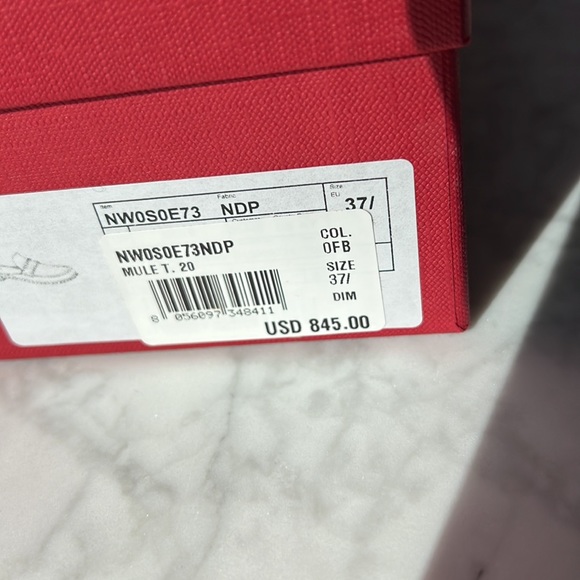 Item Fabric Size
EU
NW0S0E73 NDP 37/
NW0S0E73NDP
MULE T. 20
COL.
0FB
SIZE
37/
DIM
8 056097 348411
USD 845.00